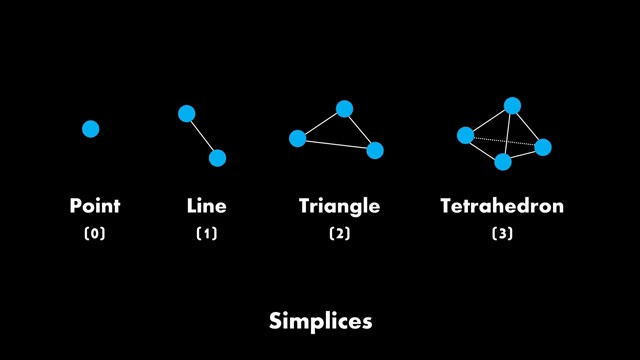 Point Line Triangle Tetrahedron
(0) (1) (2) (3)
Simplices